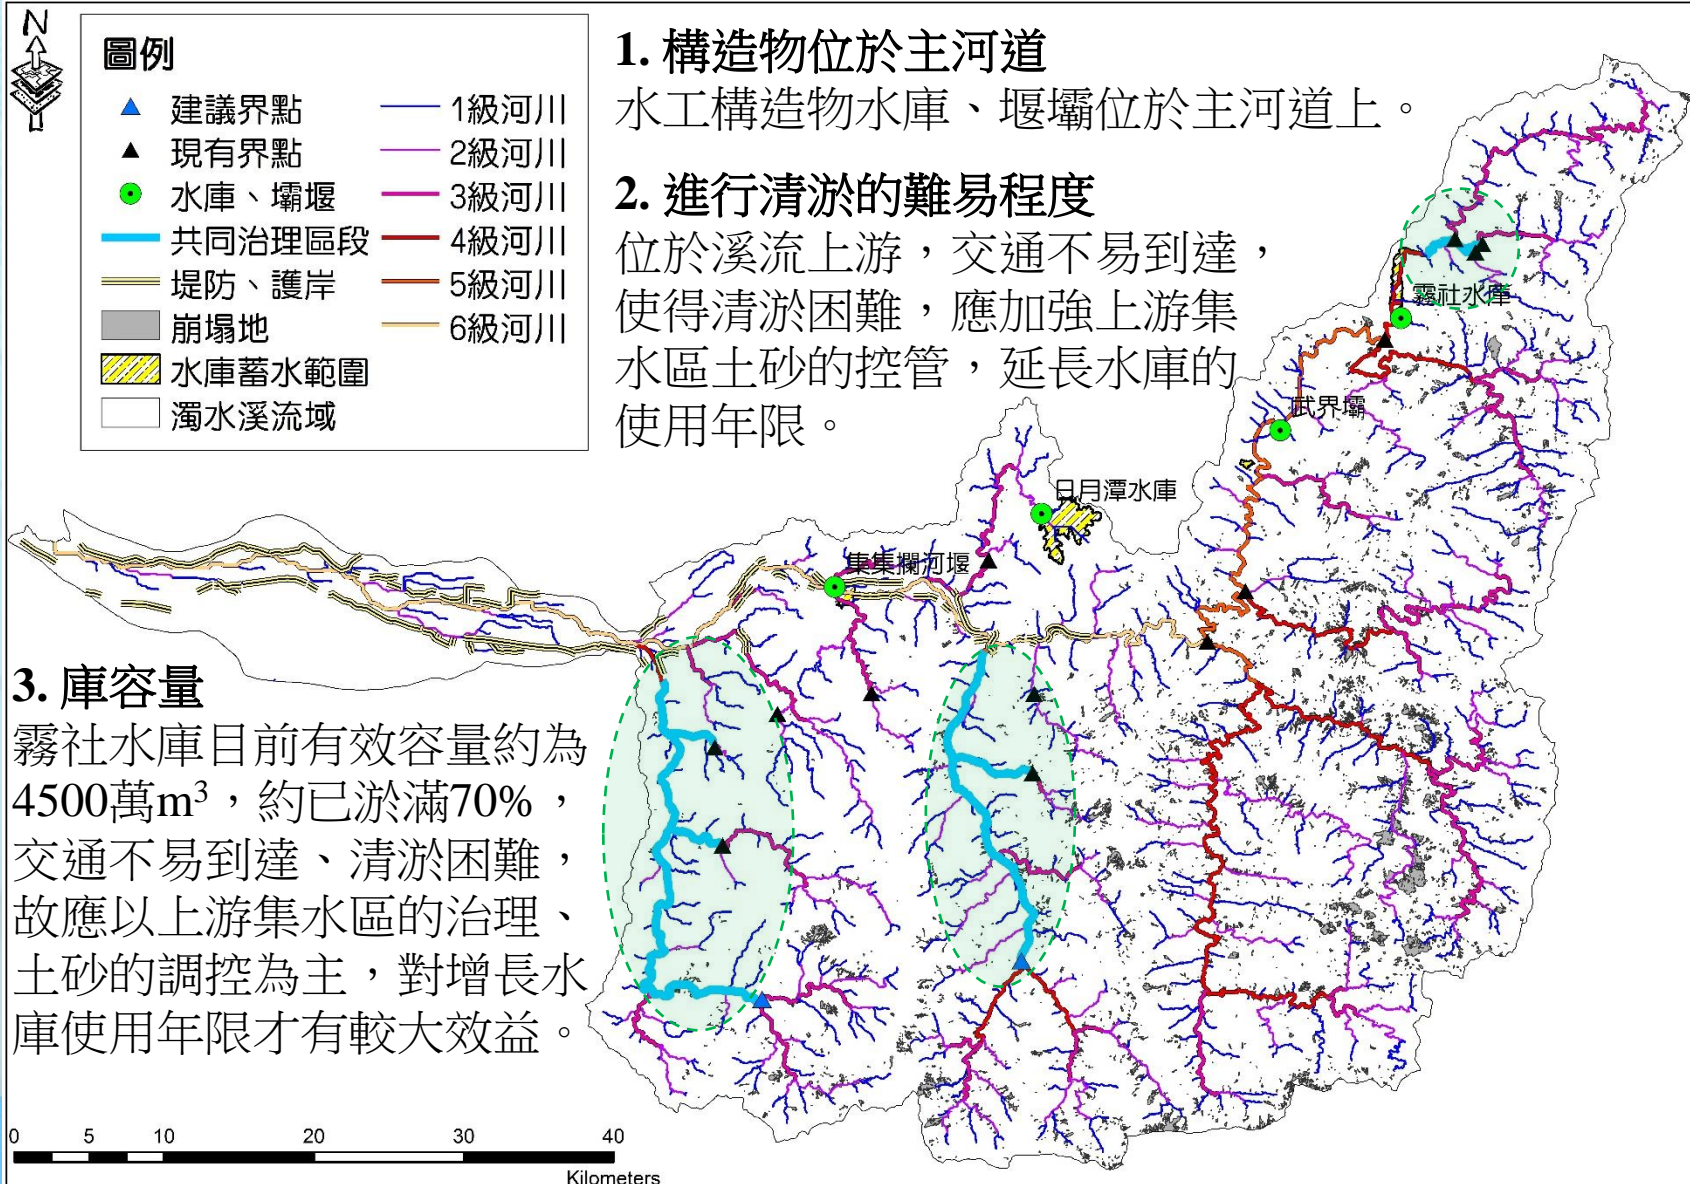 N
圖例
建議界點
現有界點
水庫、壩堰
共同治理區段
堤防、護岸
崩塌地
水庫蓄水範圍
濁水溪流域
1級河川
2級河川
3級河川
4級河川
5級河川
6級河川
1. 構造物位於主河道
水工構造物水庫、堰壩位於主河道上。
2. 進行清淤的難易程度
位於溪流上游，交通不易到達，
使得清淤困難，應加強上游集
水區土砂的控管，延長水庫的
使用年限。
霧社水庫
武界壩
日月潭水庫
集集攔河堰
3. 庫容量
霧社水庫目前有效容量約為
4500萬m³，約已淤滿70%，
交通不易到達、清淤困難，
故應以上游集水區的治理、
土砂的調控為主，對增長水
庫使用年限才有較大效益。
0 5 10 20 30 40
Kilometers